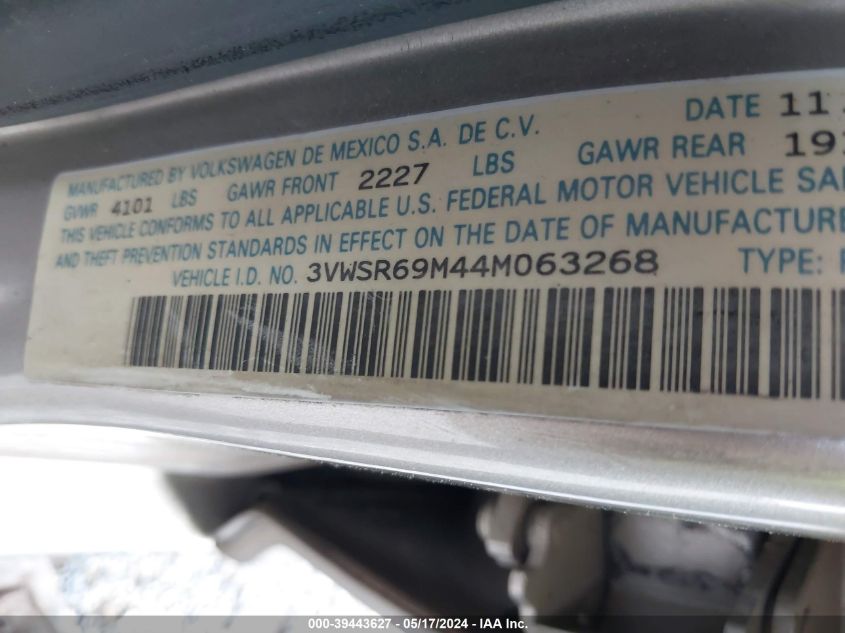 DATE 11
MANUFACTURED BY VOLKSWAGEN DE MEXICO S.A. DE C.V.
GVWR 4101 LBS GAWR FRONT 2227 LBS GAWR REAR
THIS VEHICLE CONFORMS TO ALL APPLICABLE U.S. FEDERAL MOTOR VEHICLE
AND THEFT PREVENTION STANDARDS IN EFFECT ON THE DATE OF MANUFACTURE
VEHICLE I.D. NO. 3VWSR69M44M063268 TYPE:
000-39443627 - 05/17/2024 - IAA Inc.